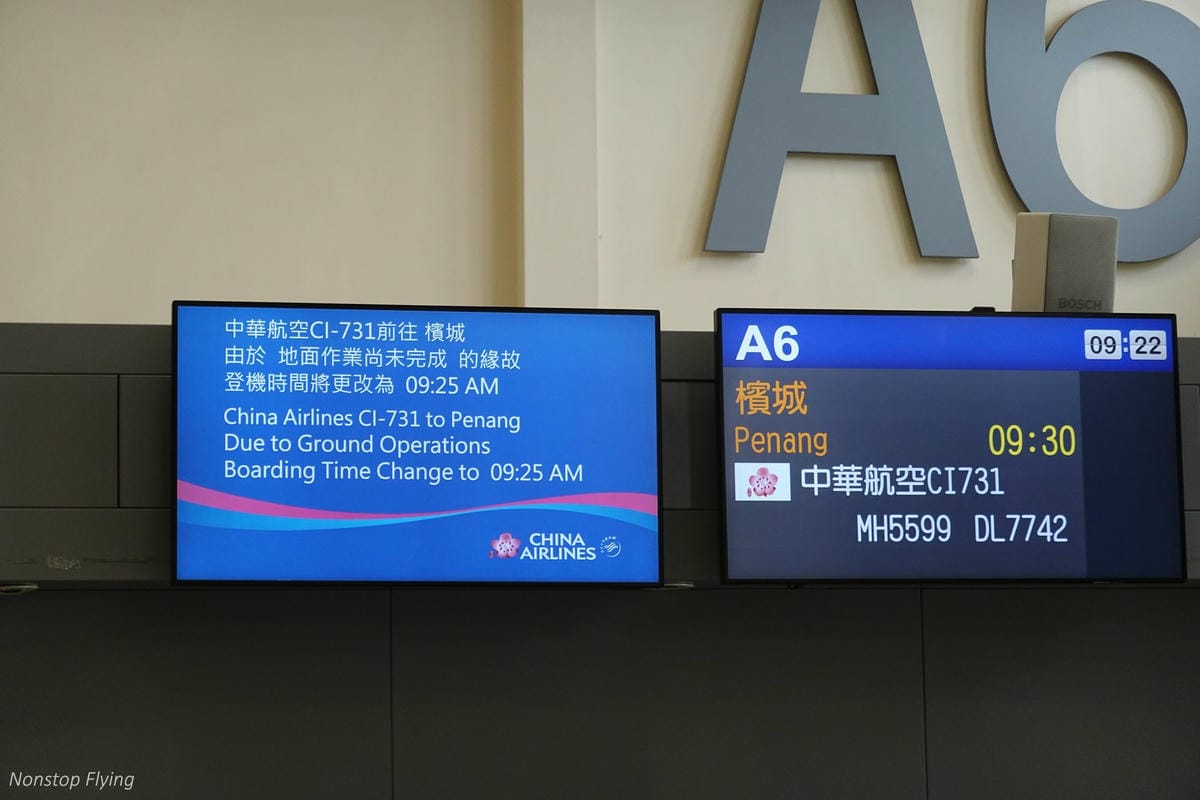 A6
BOSCH
中華航空CI-731前往 檳城
由於 地面作業尚未完成 的緣故
登機時間將更改為 09:25 AM
China Airlines CI-731 to Penang
Due to Ground Operations
Boarding Time Change to 09:25 AM
CHINA
AIRLINES
A6 09:22
檳城
Penang 09:30
中華航空CI731
MH5599 DL7742
Nonstop Flying